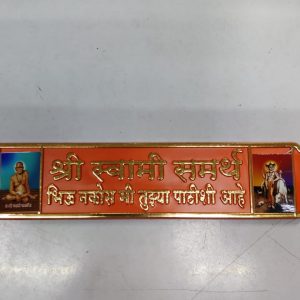 श्री स्वामी समर्थ
भिऊ नकोस मी तुझ्या पाठीशी आहे